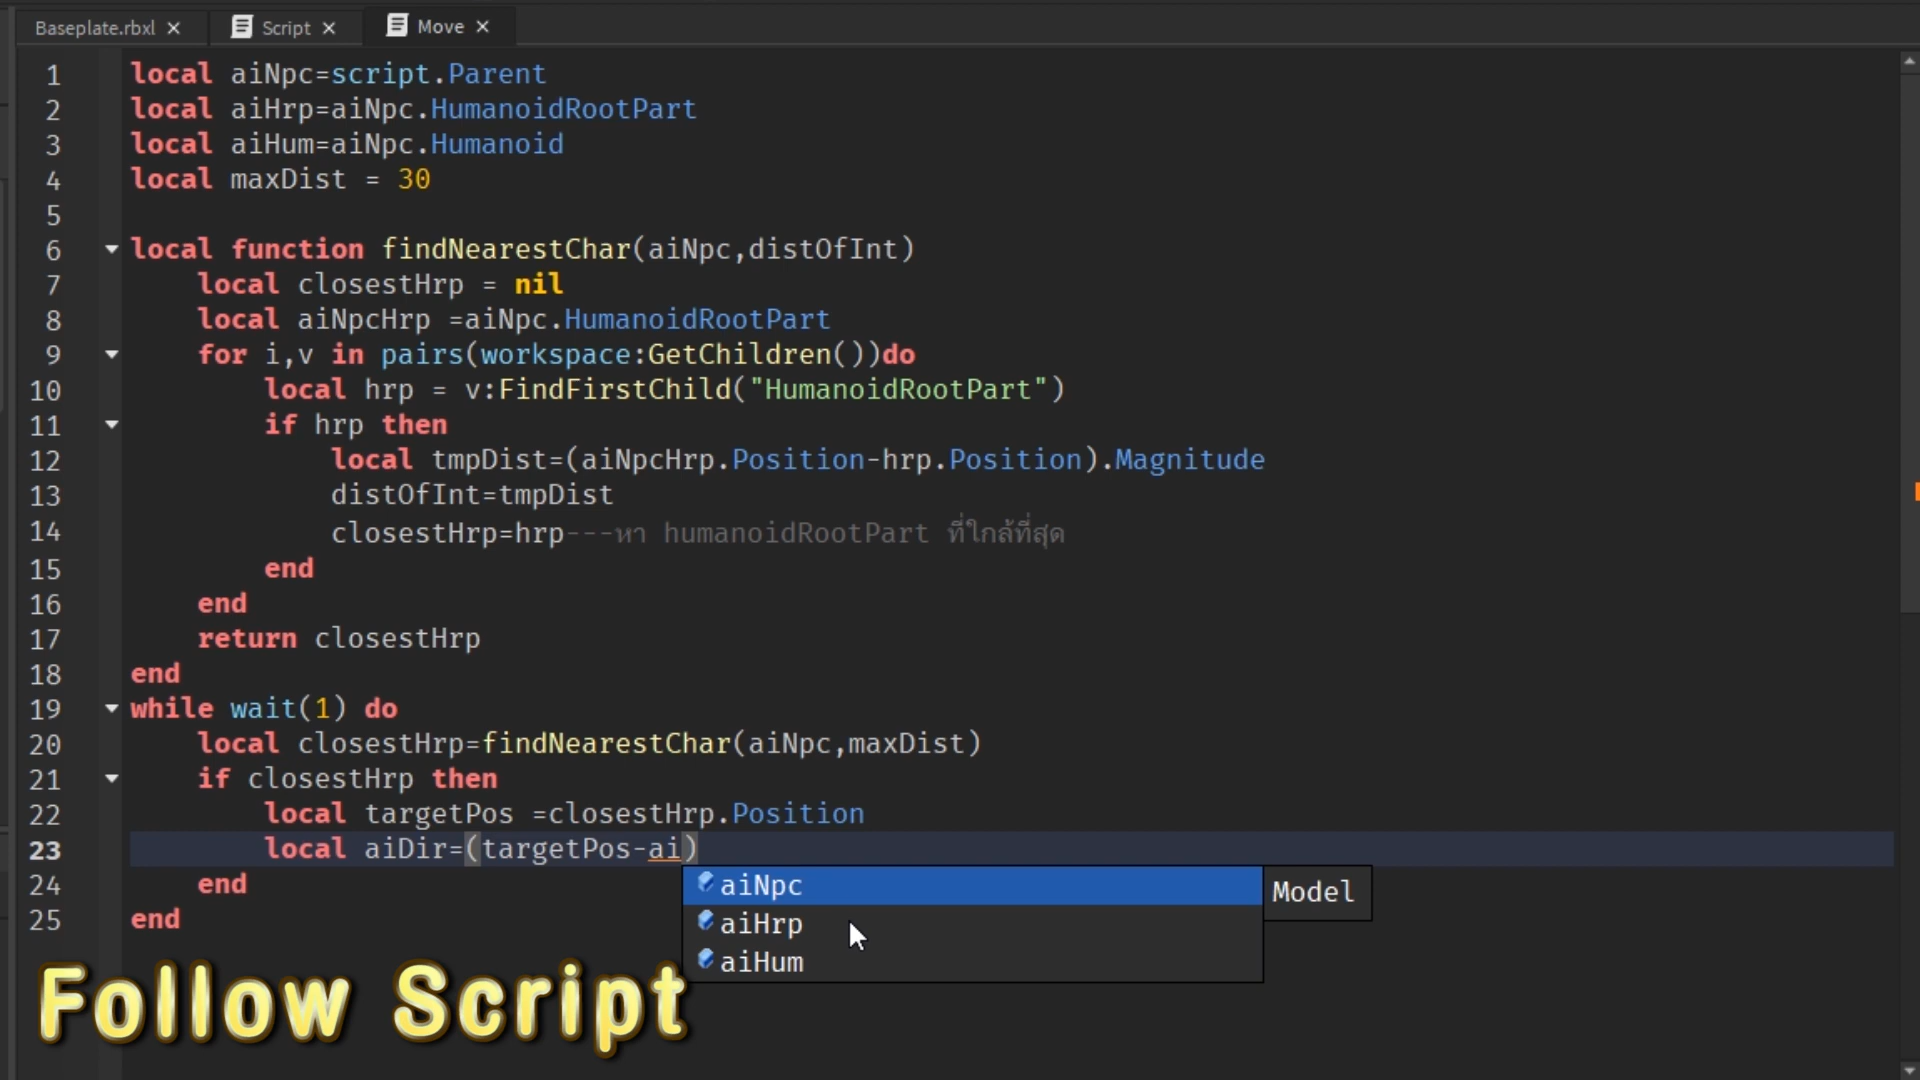 Baseplate.rbxl × Script × Move ×
1 local aiNpc=script.Parent
2 local aiHrp=aiNpc.HumanoidRootPart
3 local aiHum=aiNpc.Humanoid
4 local maxDist = 30
5
6 local function findNearestChar(aiNpc,distOfInt)
7 local closestHrp = nil
8 local aiNpcHrp =aiNpc.HumanoidRootPart
9 for i,v in pairs(workspace:GetChildren())do
10 local hrp = v:FindFirstChild("HumanoidRootPart")
11 if hrp then
12 local tmpDist=(aiNpcHrp.Position-hrp.Position).Magnitude
13 distOfInt=tmpDist
14 closestHrp=hrp---หา humanoidRootPart ที่ใกล้ที่สุด
15 end
16 end
17 return closestHrp
18 end
19 while wait(1) do
20 local closestHrp=findNearestChar(aiNpc,maxDist)
21 if closestHrp then
22 local targetPos =closestHrp.Position
23 local aiDir=(targetPos-ai)
24 end
25 end
aiNpc Model
aiHrp
aiHum
Follow Script